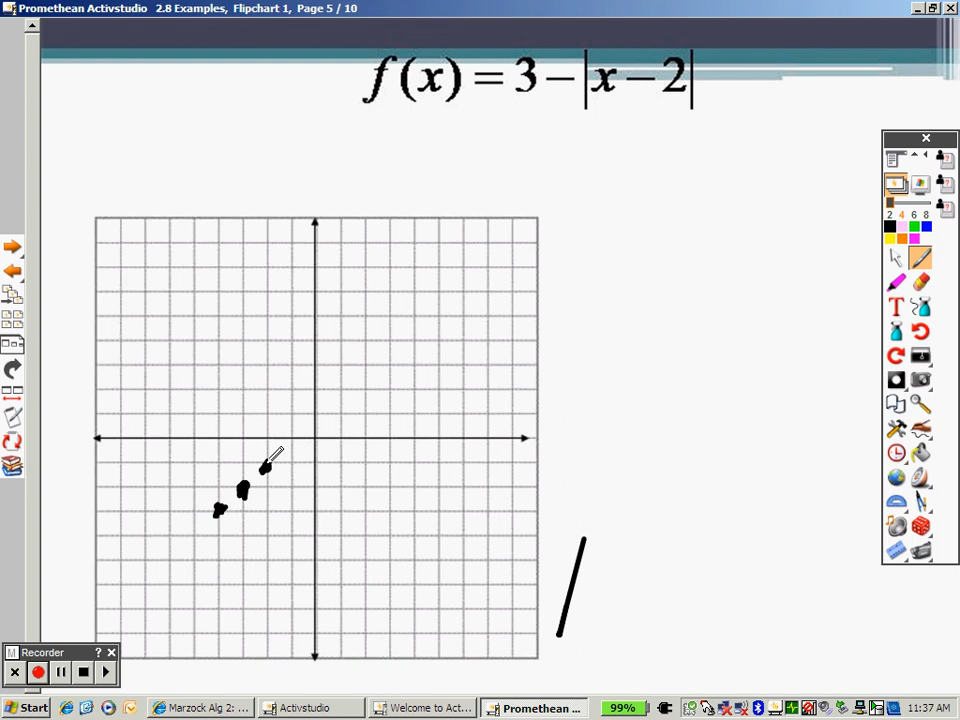 Promethean Activstudio 2.8 Examples, Flipchart 1, Page 5 / 10
f(x) = 3 − |x − 2|
2 4 6 8
T
M Recorder ? ×
Start
Marzock Alg 2: ...
Activstudio
Welcome to Act...
Promethean ...
99%
11:37 AM